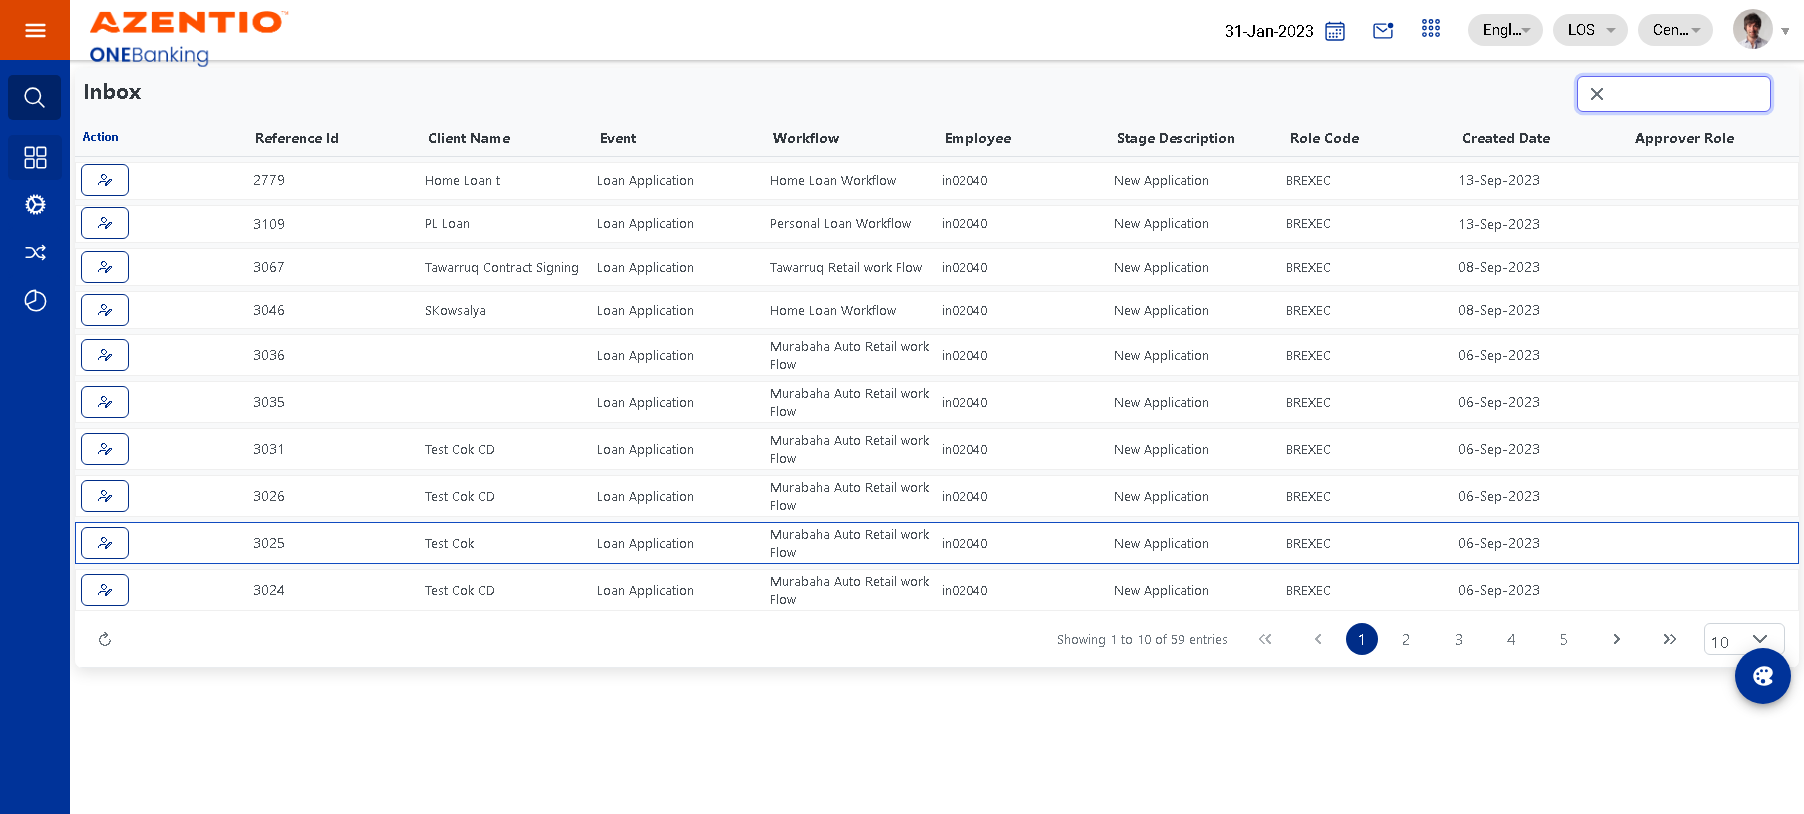 AZENTIO™
ONEBanking
31-Jan-2023
Engl...
LOS
Cen...
Inbox
Action Reference Id Client Name Event Workflow Employee Stage Description Role Code Created Date Approver Role
2779 Home Loan t Loan Application Home Loan Workflow in02040 New Application BREXEC 13-Sep-2023
3109 PL Loan Loan Application Personal Loan Workflow in02040 New Application BREXEC 13-Sep-2023
3067 Tawarruq Contract Signing Loan Application Tawarruq Retail work Flow in02040 New Application BREXEC 08-Sep-2023
3046 SKowsalya Loan Application Home Loan Workflow in02040 New Application BREXEC 08-Sep-2023
3036 Loan Application Murabaha Auto Retail work Flow in02040 New Application BREXEC 06-Sep-2023
3035 Loan Application Murabaha Auto Retail work Flow in02040 New Application BREXEC 06-Sep-2023
3031 Test Cok CD Loan Application Murabaha Auto Retail work Flow in02040 New Application BREXEC 06-Sep-2023
3026 Test Cok CD Loan Application Murabaha Auto Retail work Flow in02040 New Application BREXEC 06-Sep-2023
3025 Test Cok Loan Application Murabaha Auto Retail work Flow in02040 New Application BREXEC 06-Sep-2023
3024 Test Cok CD Loan Application Murabaha Auto Retail work Flow in02040 New Application BREXEC 06-Sep-2023
Showing 1 to 10 of 59 entries 1 2 3 4 5 10